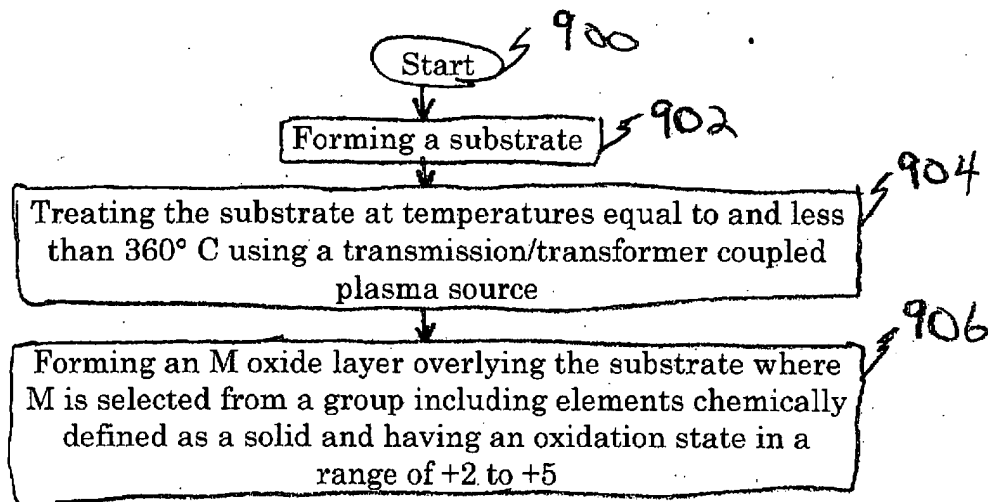 900
Start
902
Forming a substrate
904
Treating the substrate at temperatures equal to and less
than 360° C using a transmission/transformer coupled
plasma source
906
Forming an M oxide layer overlying the substrate where
M is selected from a group including elements chemically
defined as a solid and having an oxidation state in a
range of +2 to +5